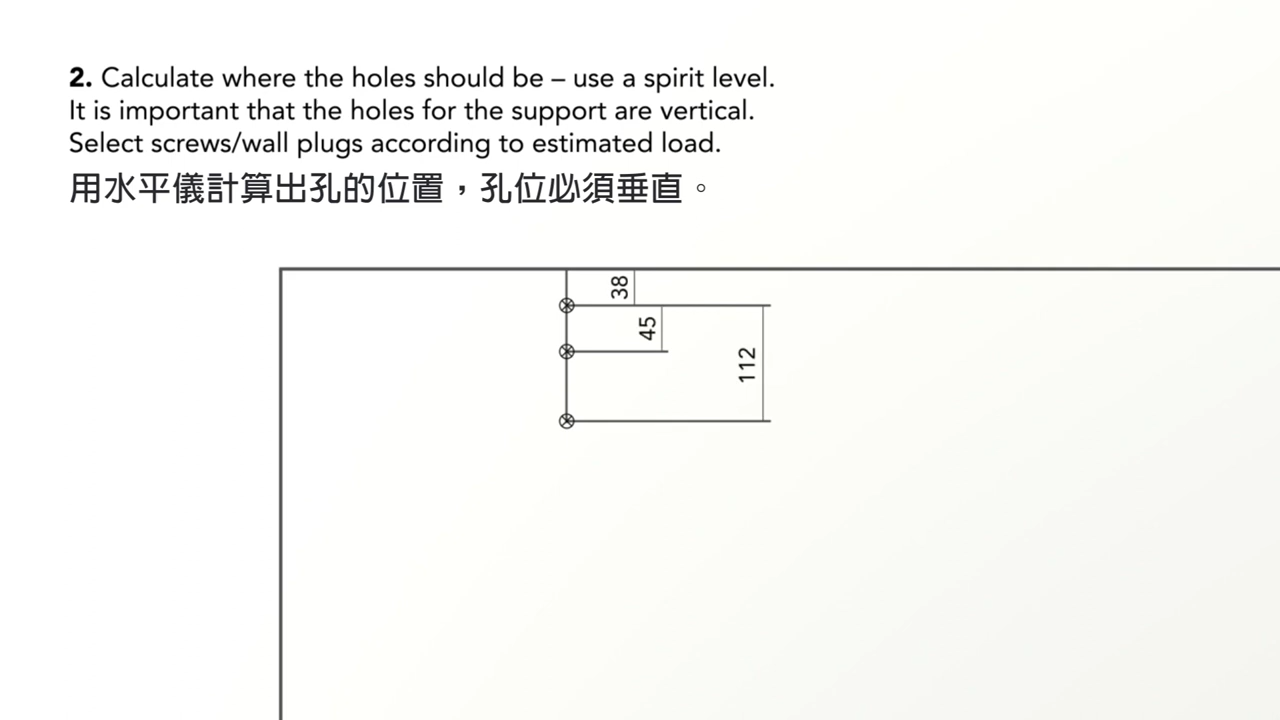 2. Calculate where the holes should be – use a spirit level.
It is important that the holes for the support are vertical.
Select screws/wall plugs according to estimated load.
用水平儀計算出孔的位置，孔位必須垂直。
38
45
112